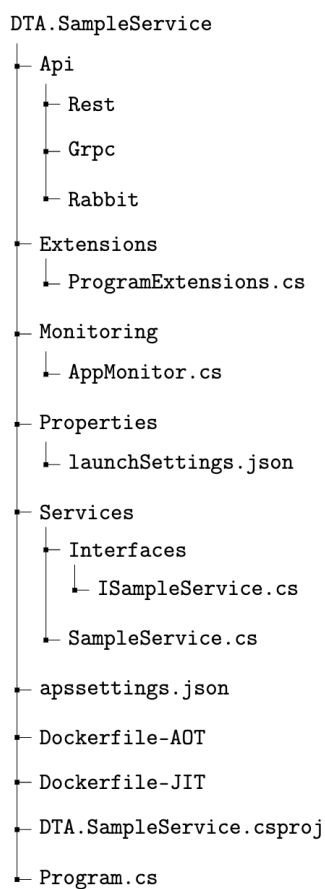 DTA.SampleService
Api
Rest
Grpc
Rabbit
Extensions
ProgramExtensions.cs
Monitoring
AppMonitor.cs
Properties
launchSettings.json
Services
Interfaces
ISampleService.cs
SampleService.cs
apssettings.json
Dockerfile-AOT
Dockerfile-JIT
DTA.SampleService.csproj
Program.cs